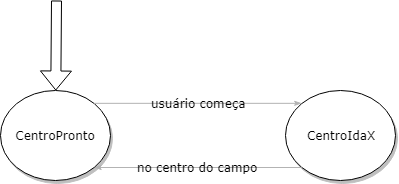 usuário começa
CentroPronto
CentroIdaX
no centro do campo